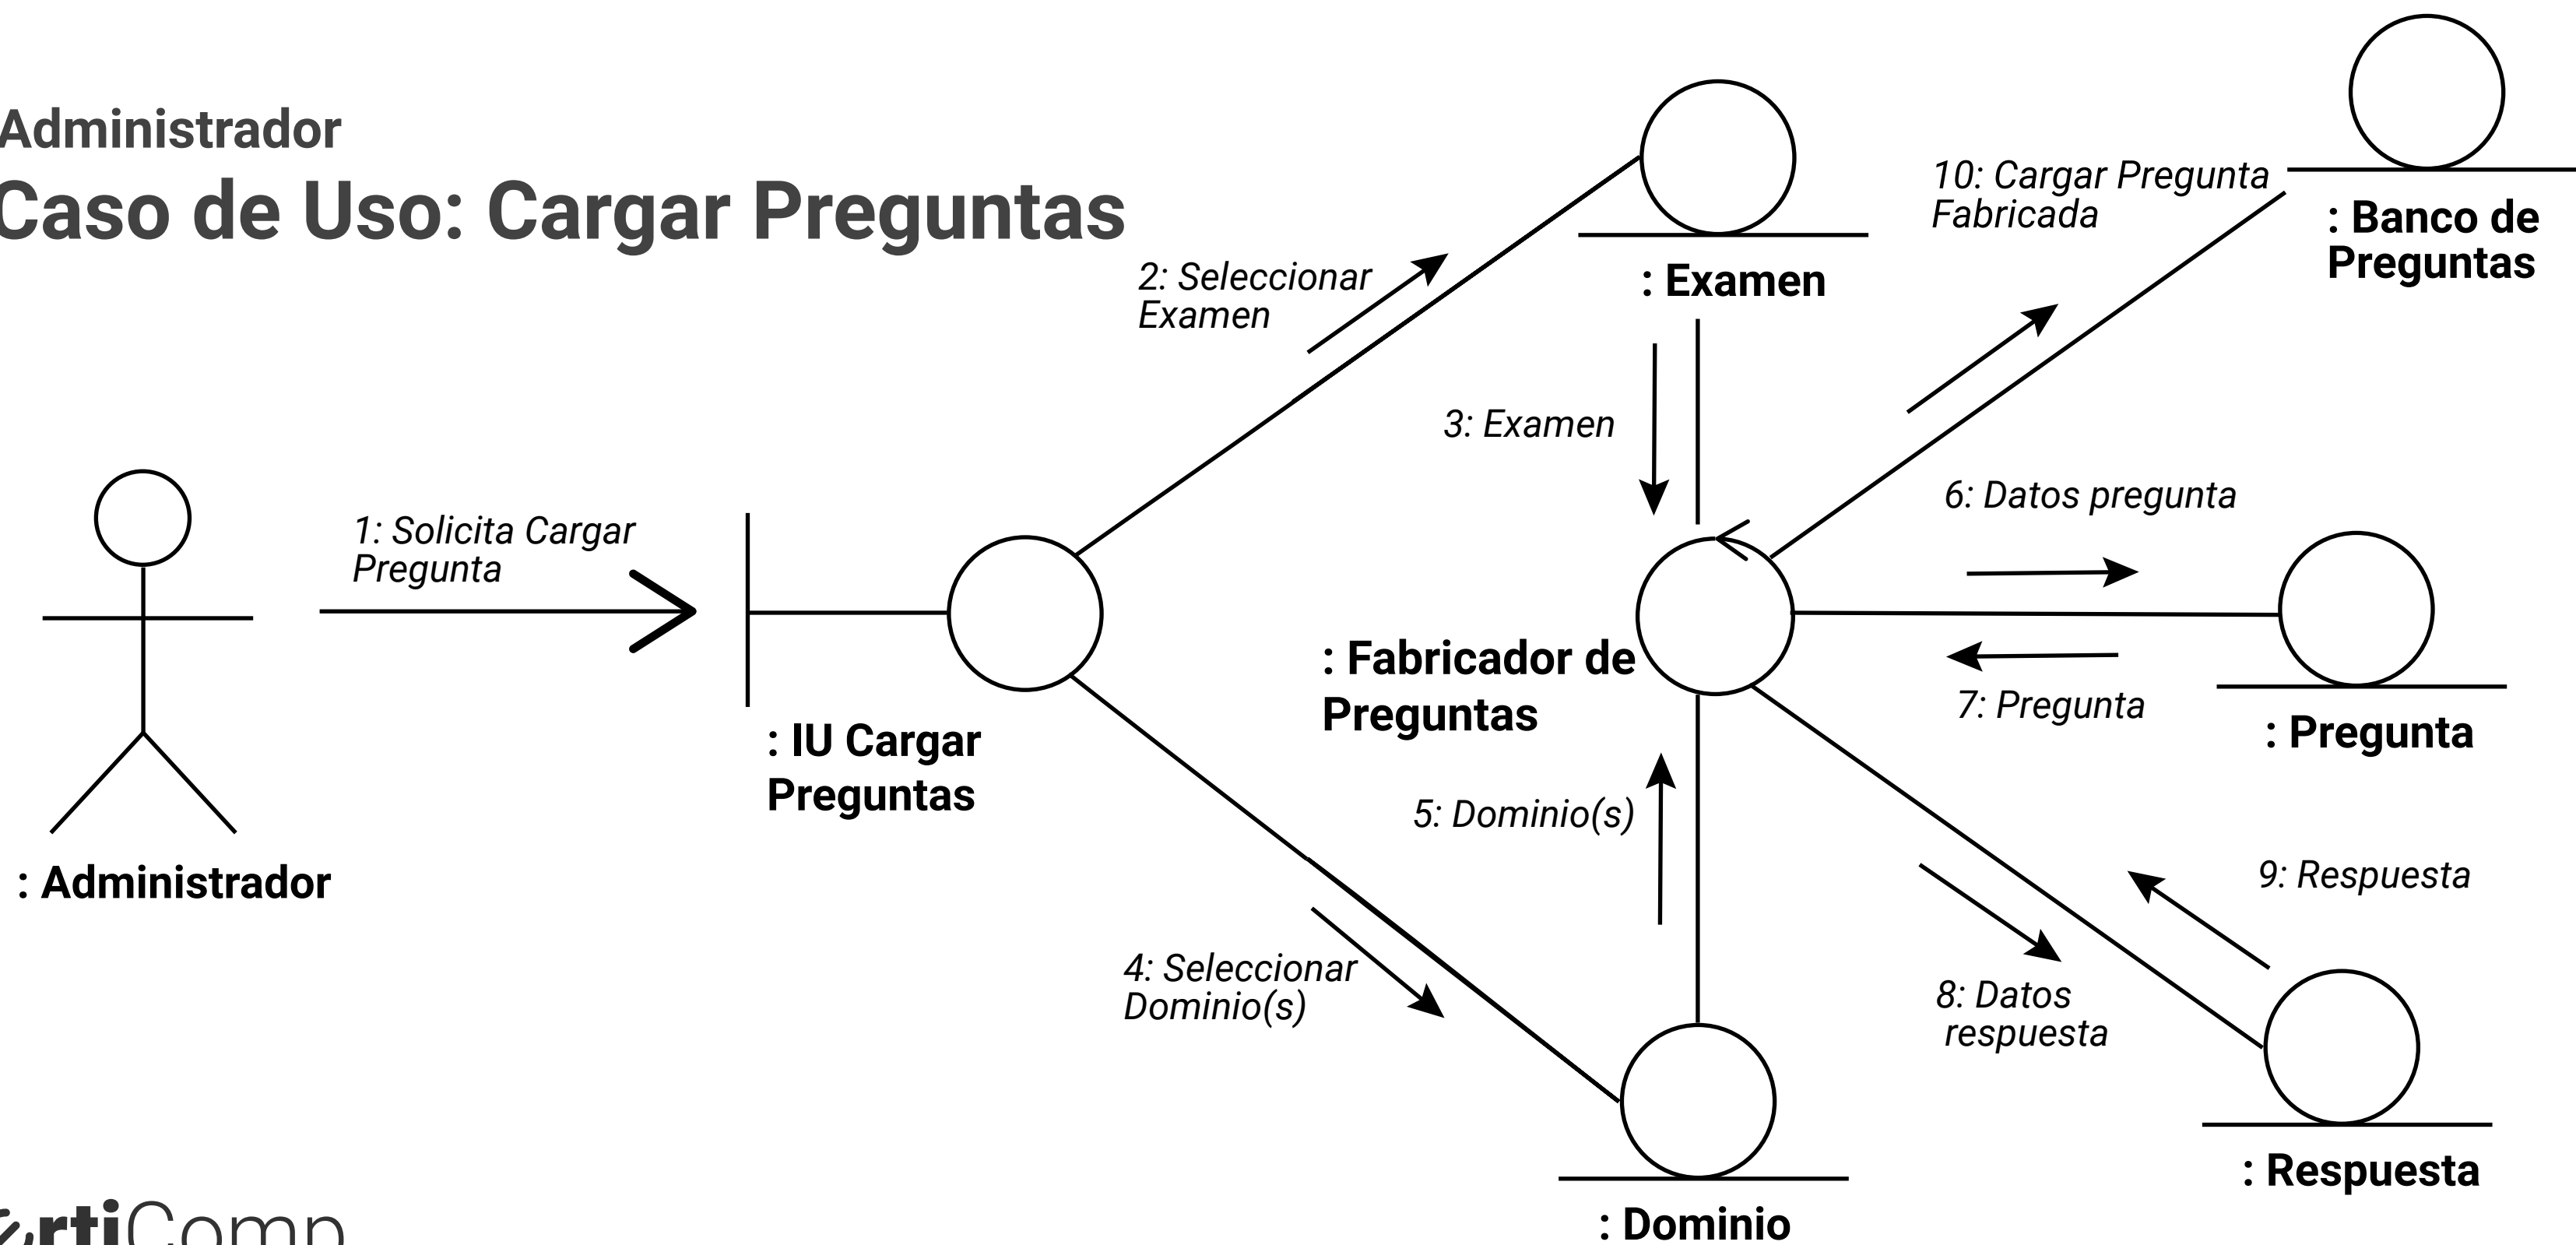 Administrador
Caso de Uso: Cargar Preguntas
10: Cargar Pregunta
Fabricada
: Banco de
Preguntas
2: Seleccionar
Examen
: Examen
3: Examen
6: Datos pregunta
1: Solicita Cargar
Pregunta
: Fabricador de
Preguntas
7: Pregunta
: Pregunta
: IU Cargar
Preguntas
5: Dominio(s)
: Administrador
9: Respuesta
4: Seleccionar
Dominio(s)
8: Datos
respuesta
: Respuesta
: Dominio
rtiComp